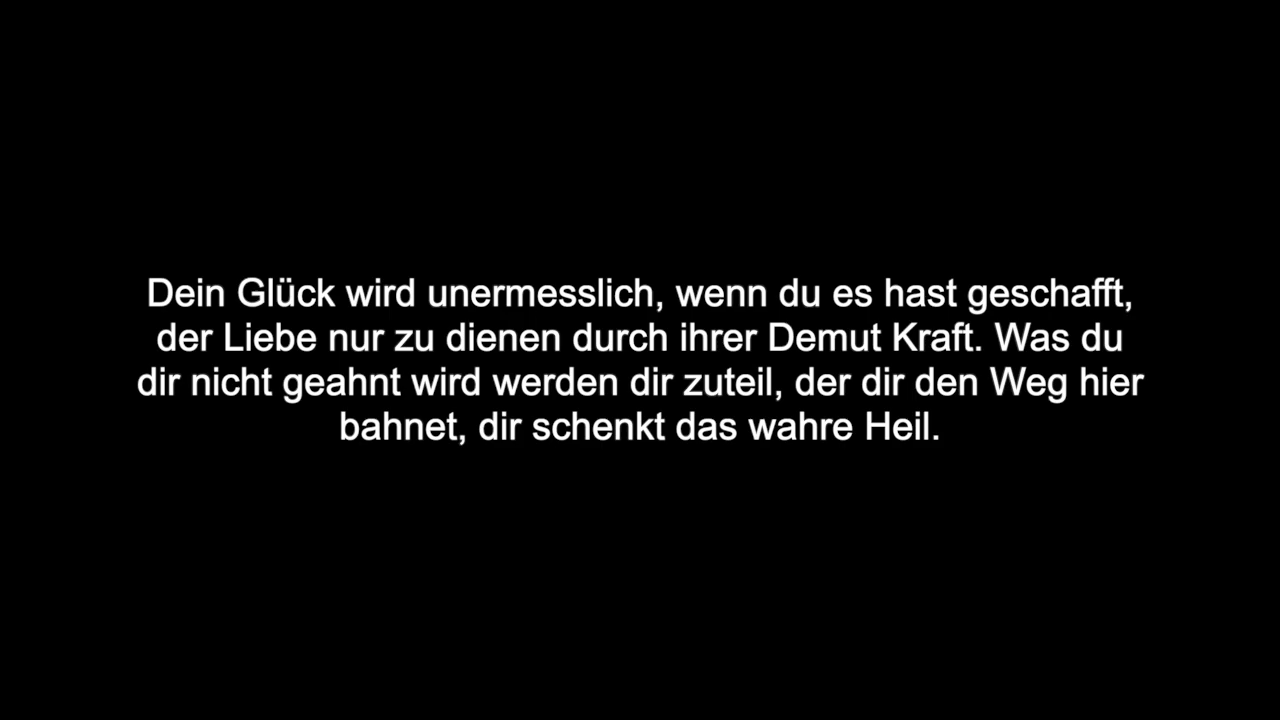 Dein Glück wird unermesslich, wenn du es hast geschafft,
der Liebe nur zu dienen durch ihrer Demut Kraft. Was du
dir nicht geahnt wird werden dir zuteil, der dir den Weg hier
bahnet, dir schenkt das wahre Heil.